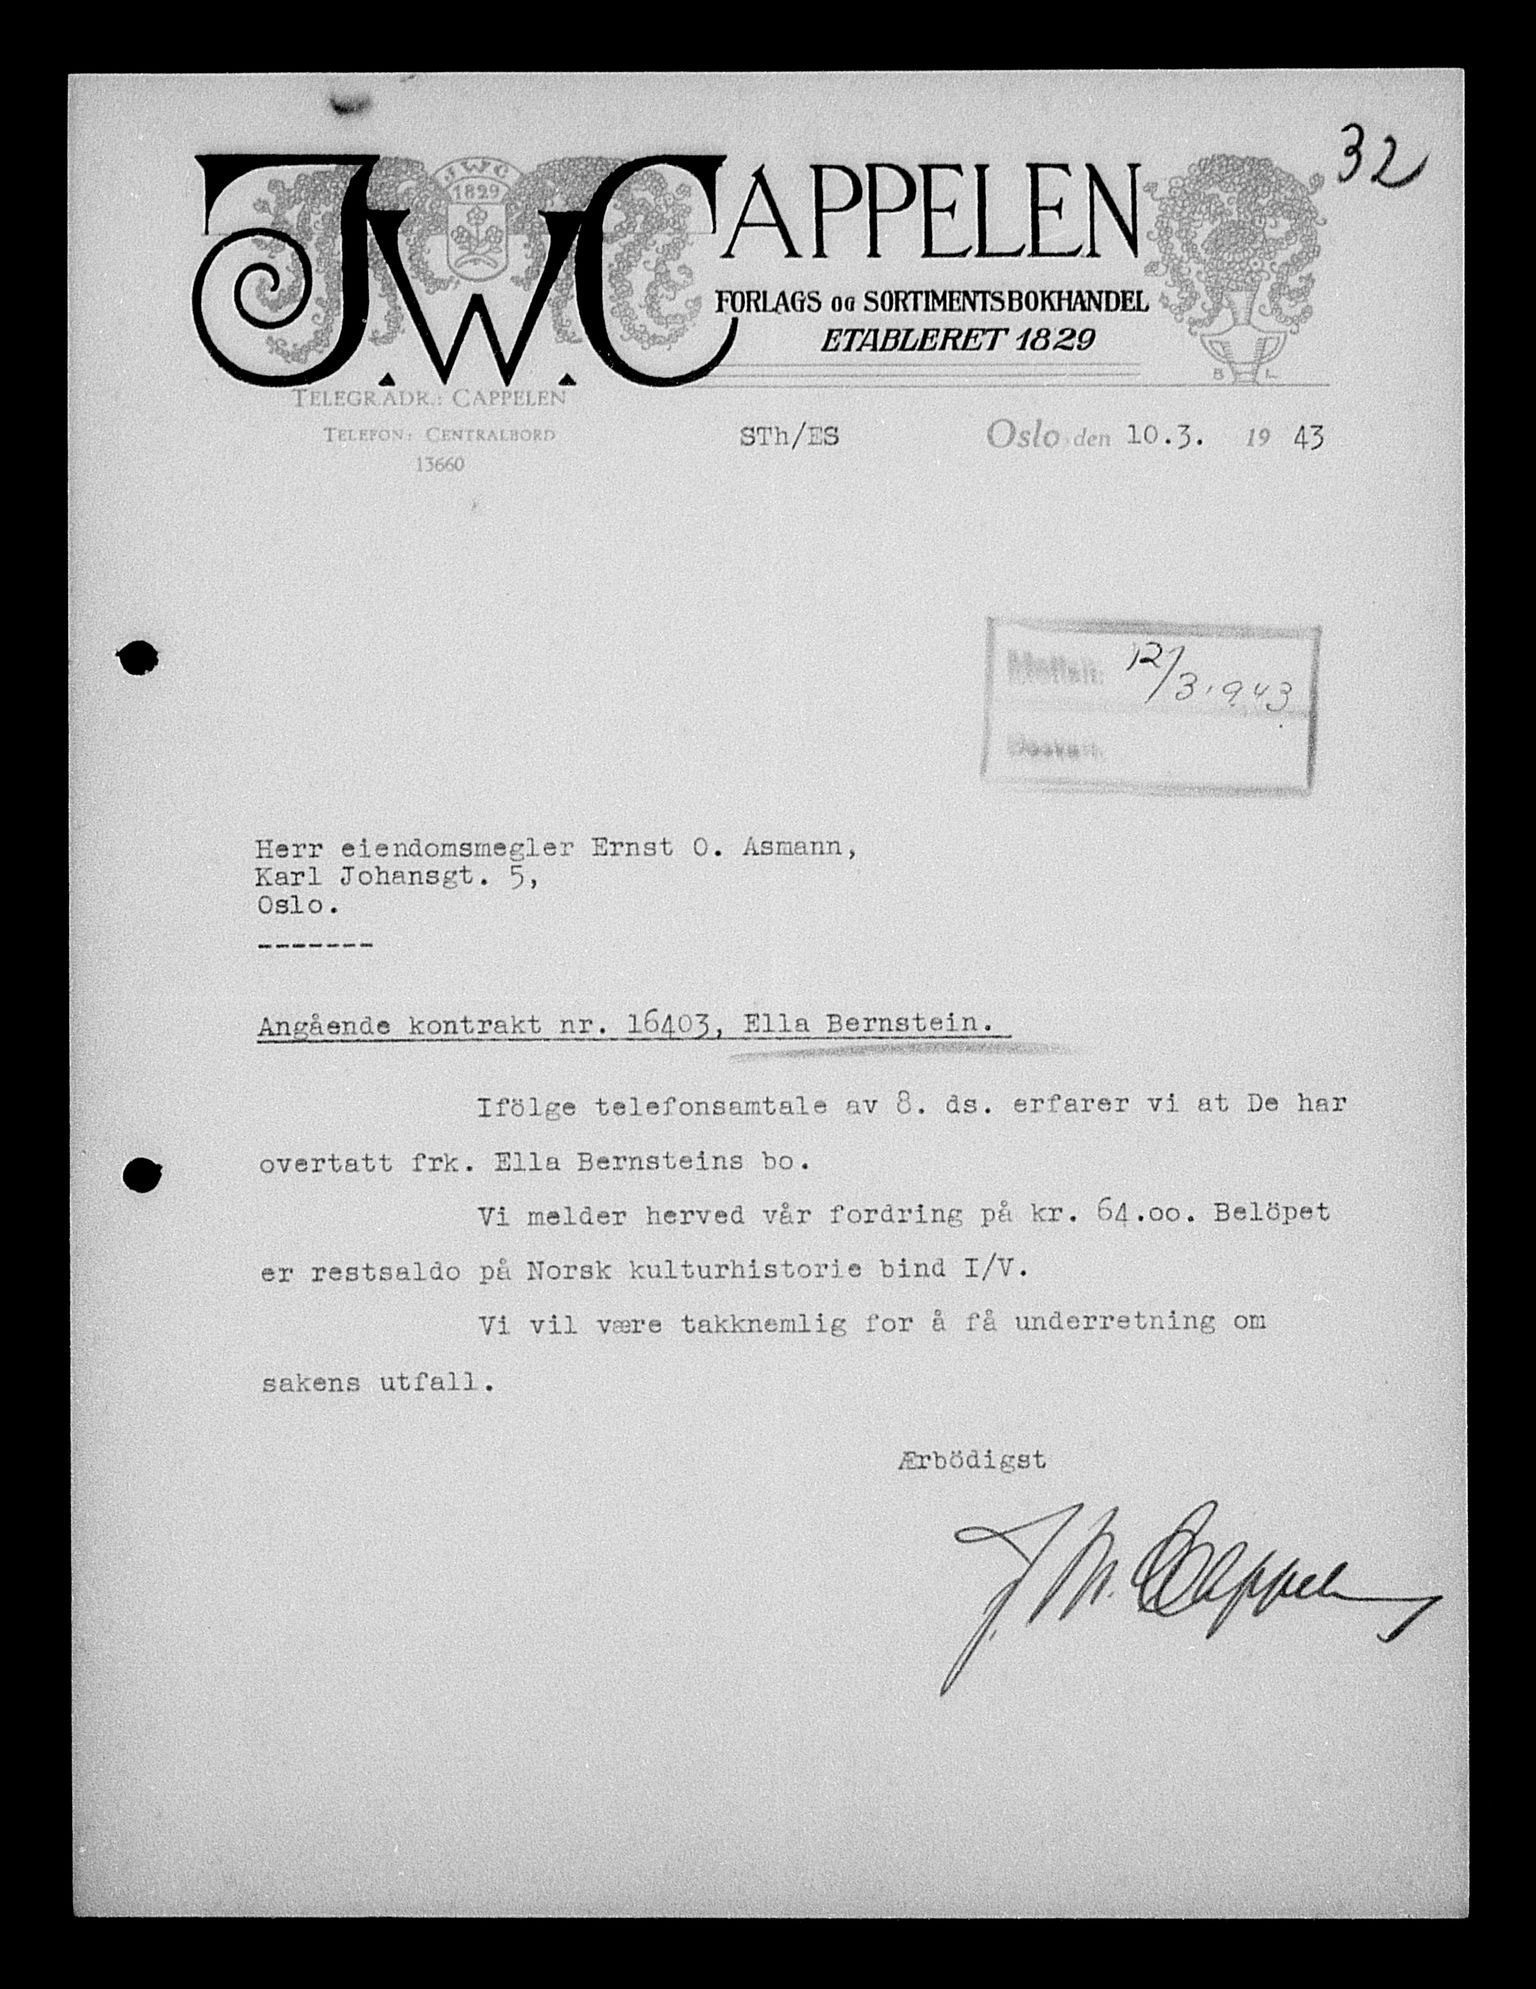 32
J.W. CAPPELEN
JWC
1829
FORLAGS OG SORTIMENTSBOKHANDEL
ETABLERET 1829
B L
TELEGR.ADR.: CAPPELEN
TELEFON: CENTRALBORD
13660
STh/ES
Oslo den 10.3. 19 43
12/3.943
Herr eiendomsmegler Ernst O. Asmann,
Karl Johansgt. 5,
Oslo.
-------
Angående kontrakt nr. 16403, Ella Bernstein.
Ifölge telefonsamtale av 8. ds. erfarer vi at De har
overtatt frk. Ella Bernsteins bo.
Vi melder herved vår fordring på kr. 64.oo. Belöpet
er restsaldo på Norsk kulturhistorie bind I/V.
Vi vil være takknemlig for å få underretning om
sakens utfall.
Ærbödigst
J. W. Cappelen